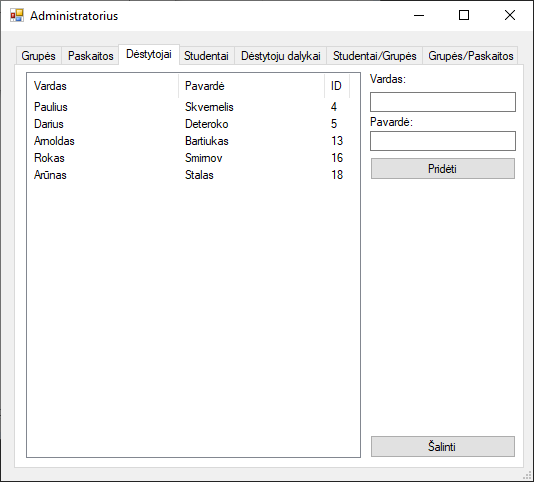 Administratorius
Grupės Paskaitos Dėstytojai Studentai Dėstytoju dalykai Studentai/Grupės Grupės/Paskaitos
Vardas Pavardė ID
Paulius Skvernelis 4
Darius Deteroko 5
Arnoldas Bartiukas 13
Rokas Smirnov 16
Arūnas Stalas 18
Vardas:
Pavardė:
Pridėti
Šalinti